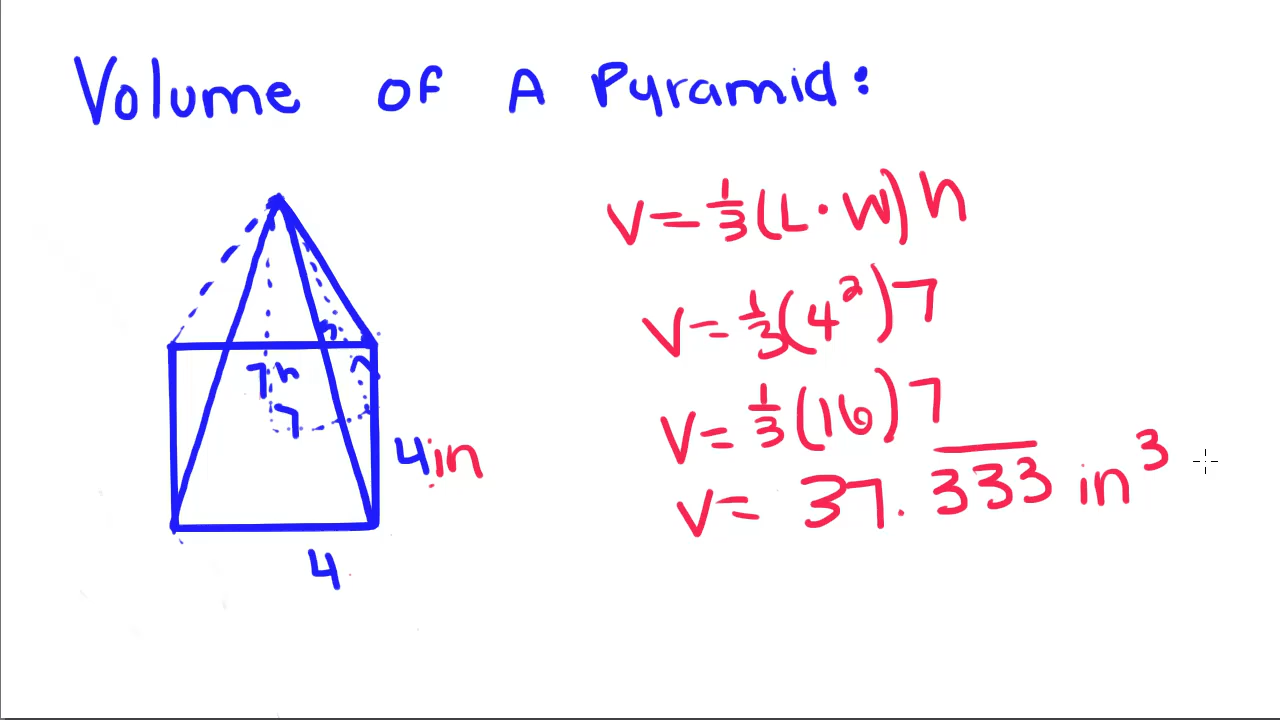 Volume of A Pyramid:
V = 1/3 (L · W) h
V = 1/3 (4²) 7
V = 1/3 (16) 7
V = 37.333 in³
h
7 h
7
4in
4